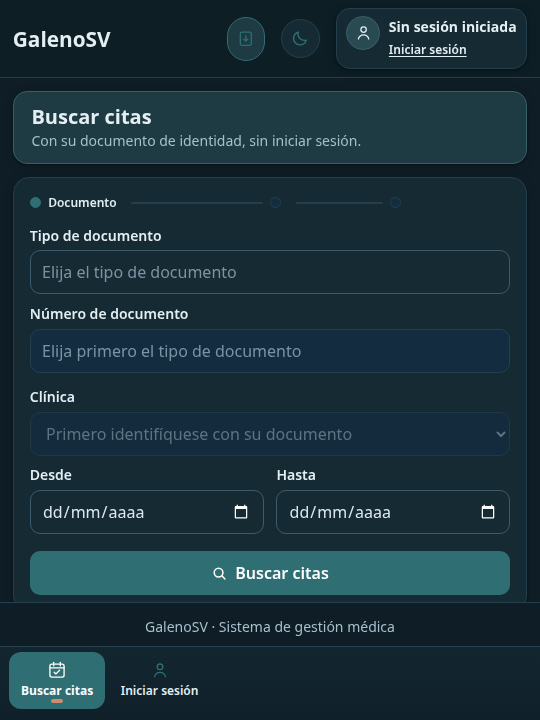 GalenoSV
Sin sesión iniciada
Iniciar sesión
Buscar citas
Con su documento de identidad, sin iniciar sesión.
Documento
Tipo de documento
Elija el tipo de documento
Número de documento
Elija primero el tipo de documento
Clínica
Primero identifíquese con su documento
Desde
Hasta
dd/mm/aaaa
dd/mm/aaaa
Buscar citas
GalenoSV · Sistema de gestión médica
Buscar citas
Iniciar sesión